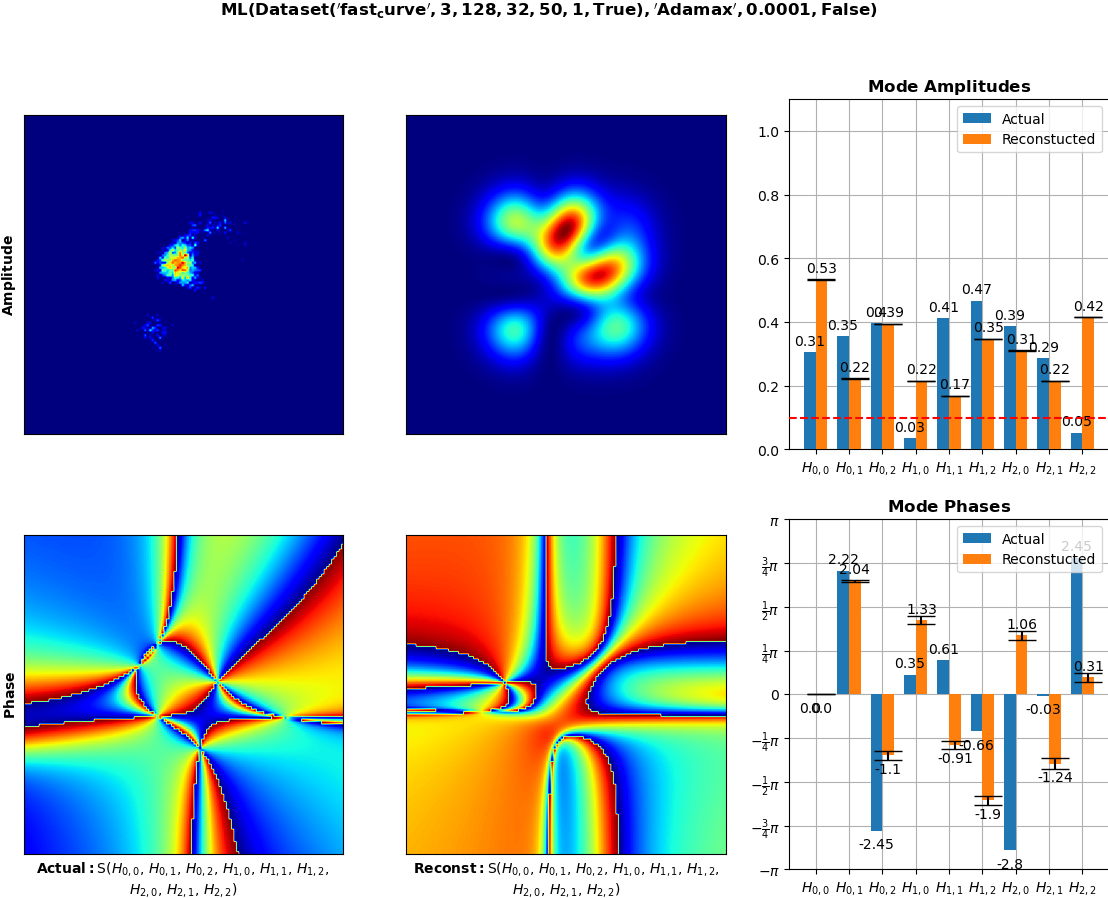 ML(Dataset('fast_curve', 3, 128, 32, 50, 1, True), 'Adamax', 0.0001, False)
Amplitude
Mode Amplitudes
Actual
Reconstucted
1.0
0.8
0.6
0.4
0.2
0.0
0.31
0.53
0.35
0.22
0.4
0.39
0.03
0.22
0.41
0.17
0.47
0.35
0.39
0.31
0.29
0.22
0.05
0.42
H0,0 H0,1 H0,2 H1,0 H1,1 H1,2 H2,0 H2,1 H2,2
Phase
Mode Phases
Actual
Reconstucted
π
3/4π
1/2π
1/4π
0
−1/4π
−1/2π
−3/4π
−π
0.0
0.0
2.22
2.04
-2.45
-1.1
0.35
1.33
0.61
-0.91
-0.66
-1.9
-2.8
1.06
-0.03
-1.24
2.45
0.31
H0,0 H0,1 H0,2 H1,0 H1,1 H1,2 H2,0 H2,1 H2,2
Actual: S(H0,0, H0,1, H0,2, H1,0, H1,1, H1,2,
H2,0, H2,1, H2,2)
Reconst: S(H0,0, H0,1, H0,2, H1,0, H1,1, H1,2,
H2,0, H2,1, H2,2)